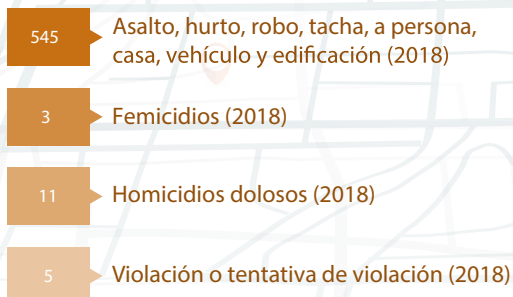 545
Asalto, hurto, robo, tacha, a persona,
casa, vehículo y edificación (2018)
3
Femicidios (2018)
11
Homicidios dolosos (2018)
5
Violación o tentativa de violación (2018)